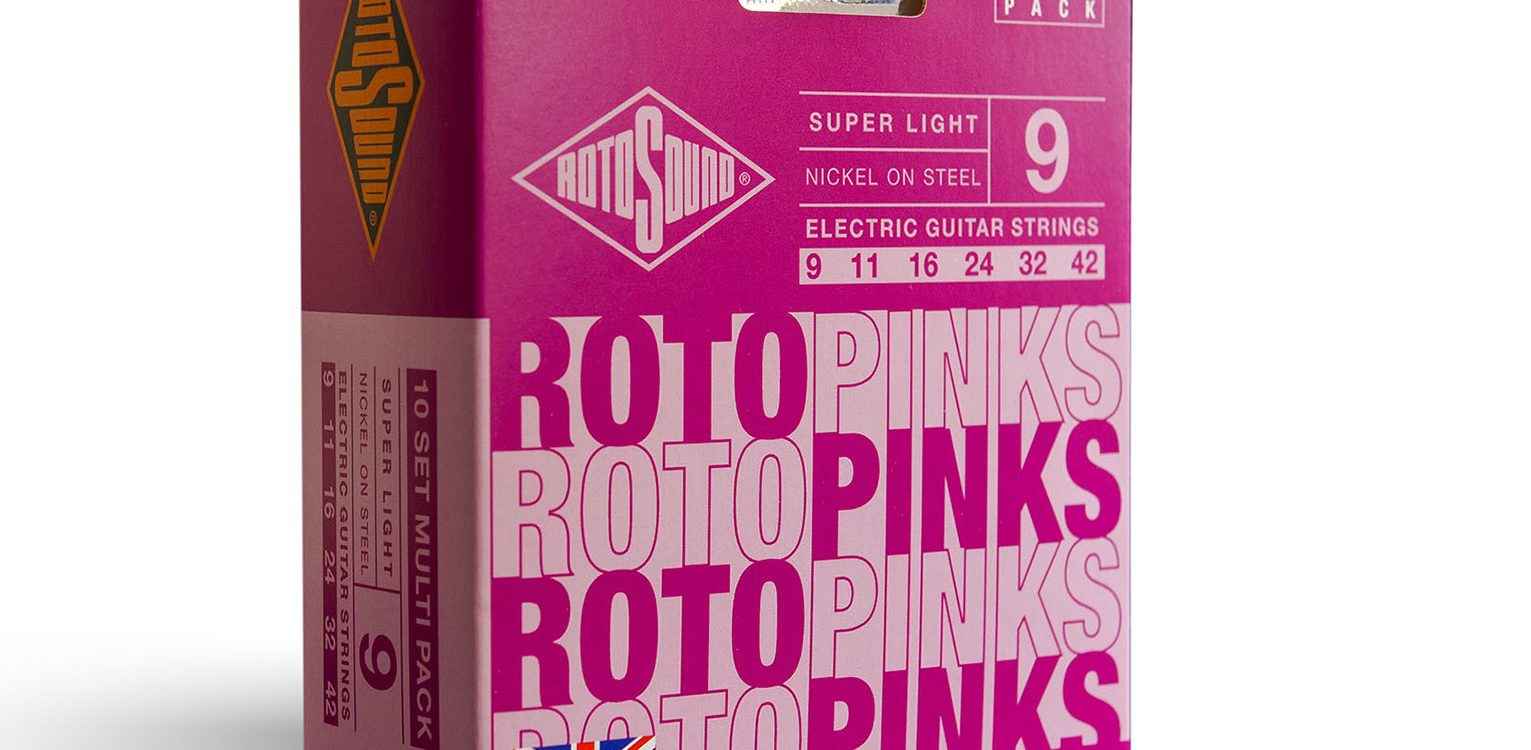 PACK
ROTOSOUND®
SUPER LIGHT
NICKEL ON STEEL
9
ELECTRIC GUITAR STRINGS
9 11 16 24 32 42
ROTOPINKS
ROTOPINKS
ROTOPINKS
ROTOPINKS
ROTOSOUND®
10 SET MULTI PACK
SUPER LIGHT
NICKEL ON STEEL
9
ELECTRIC GUITAR STRINGS
9 11 16 24 32 42